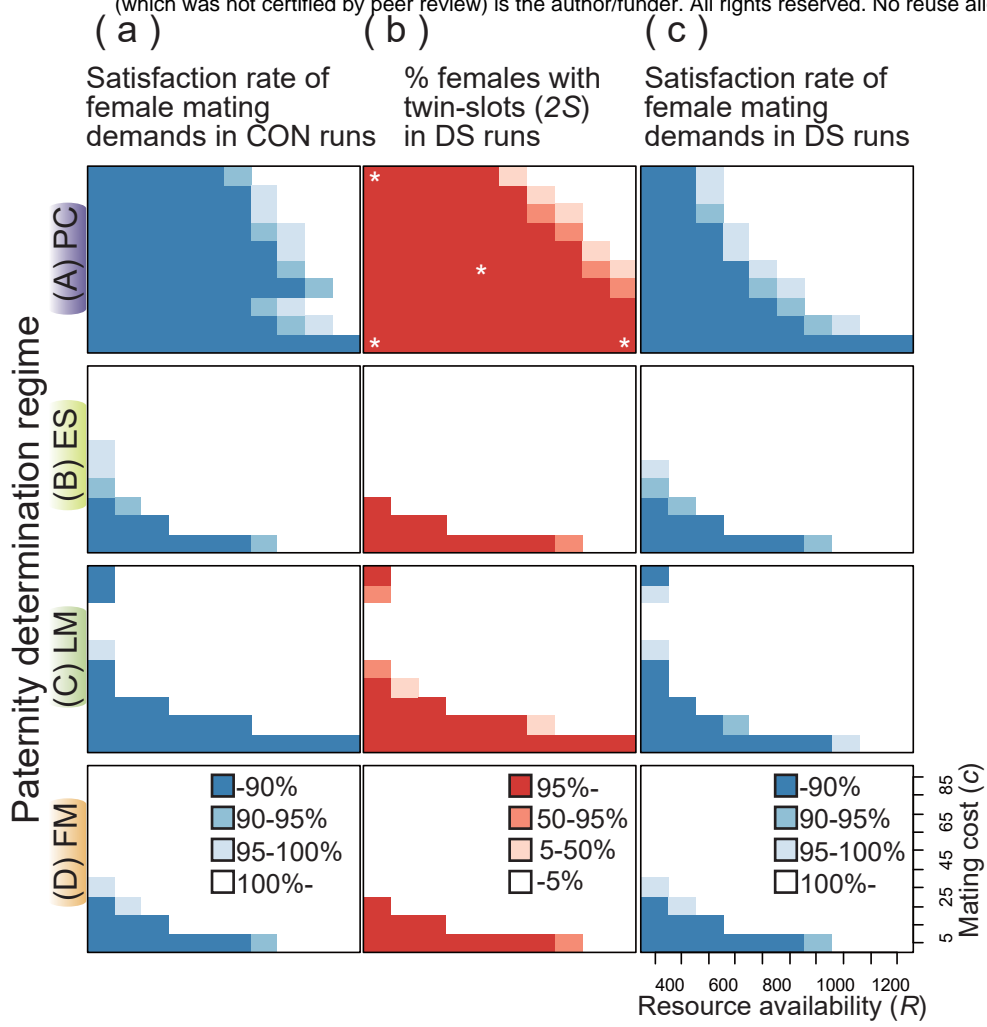 (which was not certified by peer review) is the author/funder. All rights reserved. No reuse all
( a )
( b )
( c )
Satisfaction rate of
female mating
demands in CON runs
% females with
twin-slots (2S)
in DS runs
Satisfaction rate of
female mating
demands in DS runs
Paternity determination regime
(A) PC
*
*
*
*
(B) ES
(C) LM
(D) FM
-90%
90-95%
95-100%
100%-
95%-
50-95%
5-50%
-5%
-90%
90-95%
95-100%
100%-
85
65
45
25
5
Mating cost (c)
400 600 800 1000 1200
Resource availability (R)